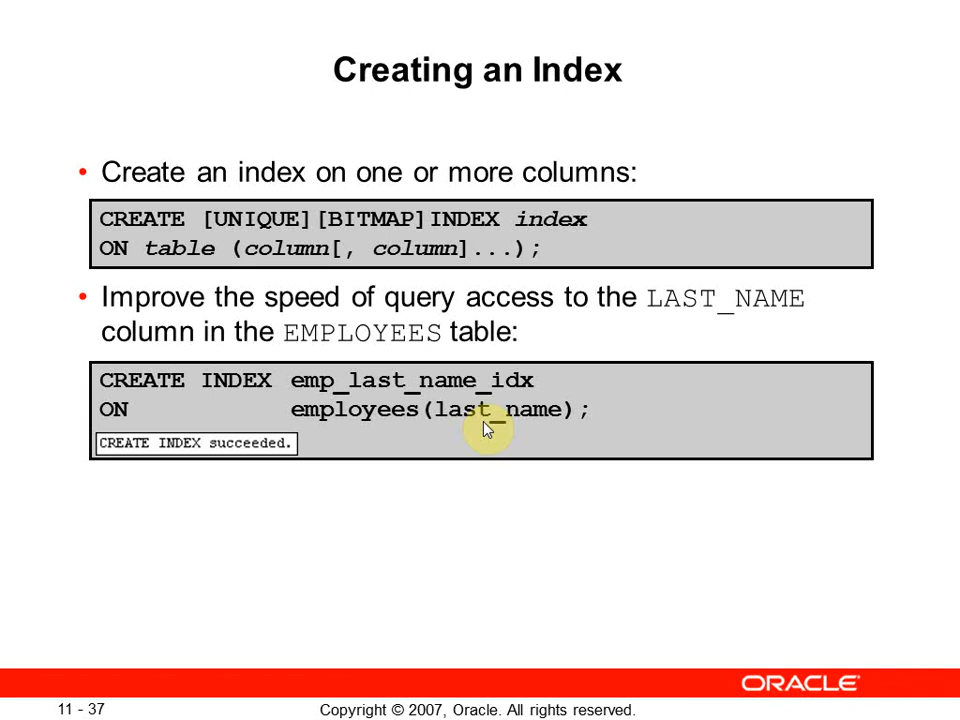 Creating an Index
• Create an index on one or more columns:
CREATE [UNIQUE][BITMAP]INDEX index
ON table (column[, column]...);
• Improve the speed of query access to the LAST_NAME
column in the EMPLOYEES table:
CREATE INDEX emp_last_name_idx
ON employees(last_name);
CREATE INDEX succeeded.
ORACLE
11 - 37 Copyright © 2007, Oracle. All rights reserved.